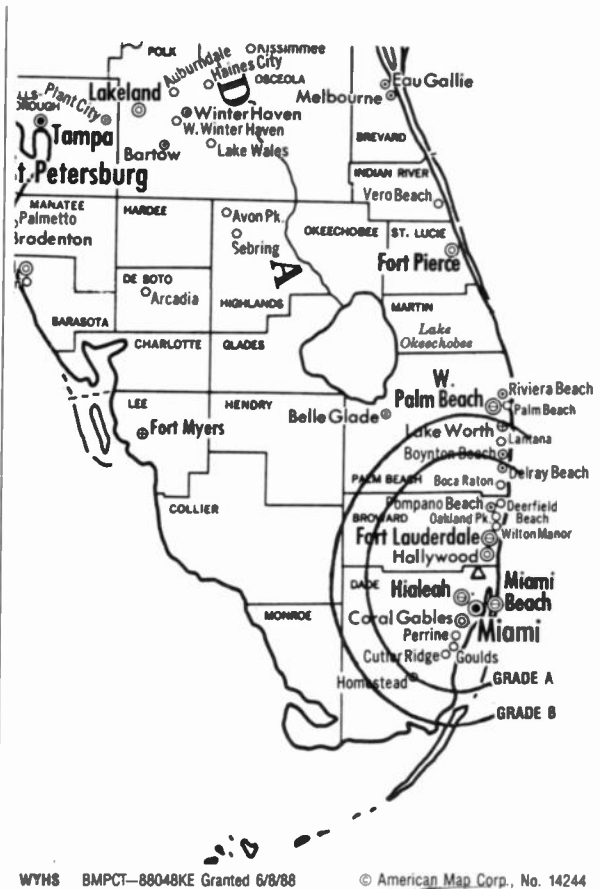 POLK
Kissimmee
Auburndale
Haines City
OSCEOLA
Eau Gallie
Melbourne
Plant City
Lakeland
D
Winter Haven
W. Winter Haven
Tampa
Bartow
Lake Wales
BREVARD
INDIAN RIVER
t. Petersburg
Vero Beach
MANATEE
HARDEE
Palmetto
Avon Pk.
OKEECHOBEE
ST. LUCIE
Bradenton
Sebring
Fort Pierce
A
DE BOTO
Arcadia
HIGHLANDS
MARTIN
BARASOTA
CHARLOTTE
GLADES
Lake
Okeechobee
W.
Palm Beach
Riviera Beach
Palm Beach
LEE
HENDRY
Belle Glade
Fort Myers
Lake Worth
Lantana
Boynton Beach
Delray Beach
PALM BEACH
Boca Raton
COLLIER
Pompano Beach
Deerfield
Beach
BROWARD
Oakland Pk.
Wilton Manor
Fort Lauderdale
Hollywood
DADE
Hialeah
Miami
Beach
MONROE
Coral Gables
Miami
Perrine
Cutler Ridge
Goulds
Homestead
GRADE A
GRADE B
WYHS BMPCT—88048KE Granted 6/8/88 © American Map Corp., No. 14244